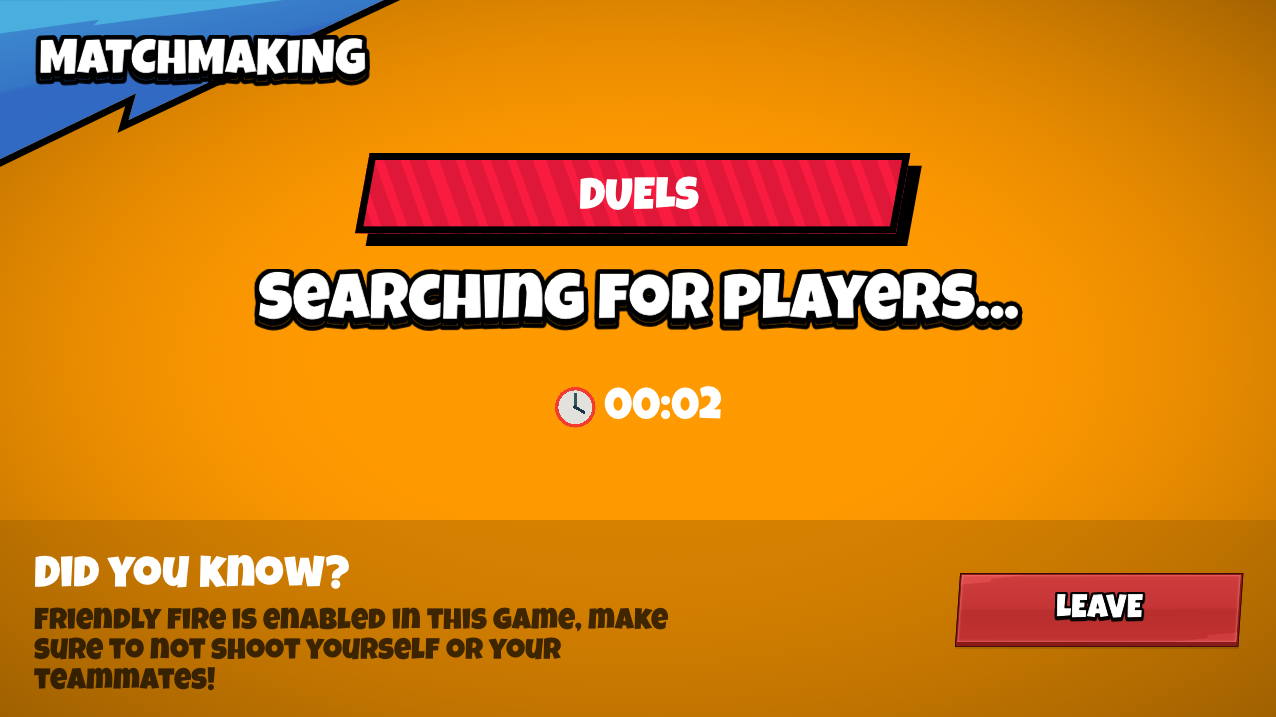 MATCHMAKING
DUELS
SEARCHING FOR PLAYERS...
00:02
DID YOU KNOW?
FRIENDLY FIRE IS ENABLED IN THIS GAME, MAKE
SURE TO NOT SHOOT YOURSELF OR YOUR
TEAMMATES!
LEAVE